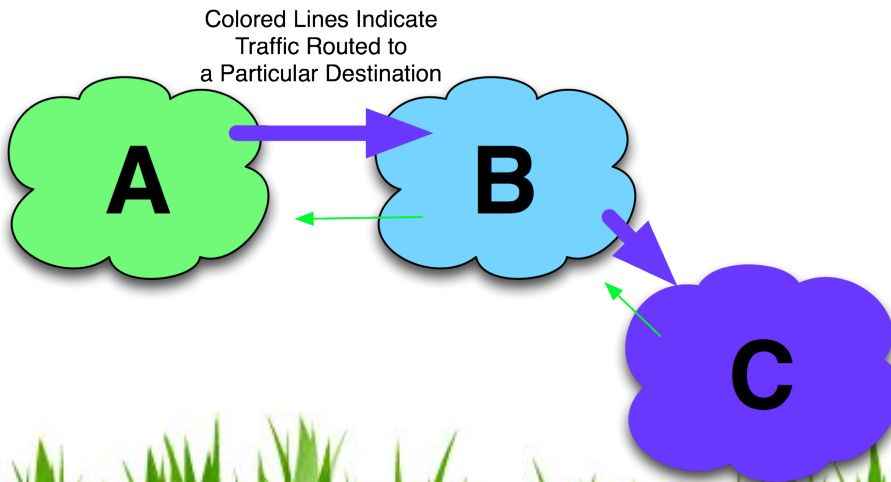 Colored Lines Indicate
Traffic Routed to
a Particular Destination
A
B
C